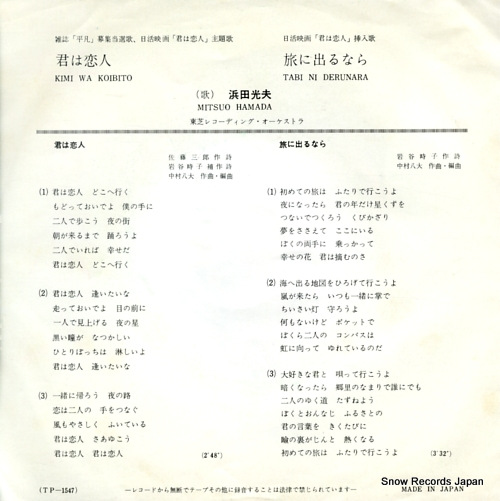 雑誌「平凡」募集当選歌、日活映画「君は恋人」主題歌
君は恋人
KIMI WA KOIBITO
日活映画「君は恋人」挿入歌
旅に出るなら
TABI NI DERUNARA
(歌) 浜田光夫
MITSUO HAMADA
東芝レコーディング・オーケストラ
君は恋人
佐藤三郎作詩
岩谷時子補作詩
中村八大 作曲・編曲
(1) 君は恋人 どこへ行く
もどっておいでよ 僕の手に
二人で歩こう 夜の街
朝が来るまで 踊ろうよ
二人でいれば 幸せだ
君は恋人 どこへ行く
(2) 君は恋人 逢いたいな
走っておいでよ 目の前に
一人で見上げる 夜の星
黒い瞳が なつかしい
ひとりぼっちは 淋しいよ
君は恋人 逢いたいな
(3) 一緒に帰ろう 夜の路
恋は二人の 手をつなぐ
風もやさしく ふいている
君は恋人 さあゆこう
君は恋人 君は恋人
(2'48")
旅に出るなら
岩谷時子作詩
中村八大 作曲・編曲
(1) 初めての旅は ふたりで行こうよ
夜になったら 君の年だけ星くずを
つないでつくろう くびかざり
夢をささえて ここにいる
ぼくの両手に 乗っかって
幸せの花 君は摘むのさ
(2) 海へ出る地図をひろげて行こうよ
嵐が来たら いつも一緒に掌で
ちいさい灯 守ろうよ
何もないけど ポケットで
ぼくら二人の コンパスは
虹に向って ゆれているのだ
(3) 大好きな君と 唄って行こうよ
暗くなったら 郷里のなまりで誰にでも
二人のゆく道 たずねよう
ぼくとおんなじ ふるさとの
君の言葉を きくたびに
瞼の裏がじんと 熱くなる
初めての旅は ふたりで行こうよ
(3'32")
(TP-1547)
—レコードから無断でテープその他に録音することは法律で禁じられています—
MADE IN JAPAN
Snow Records Japan